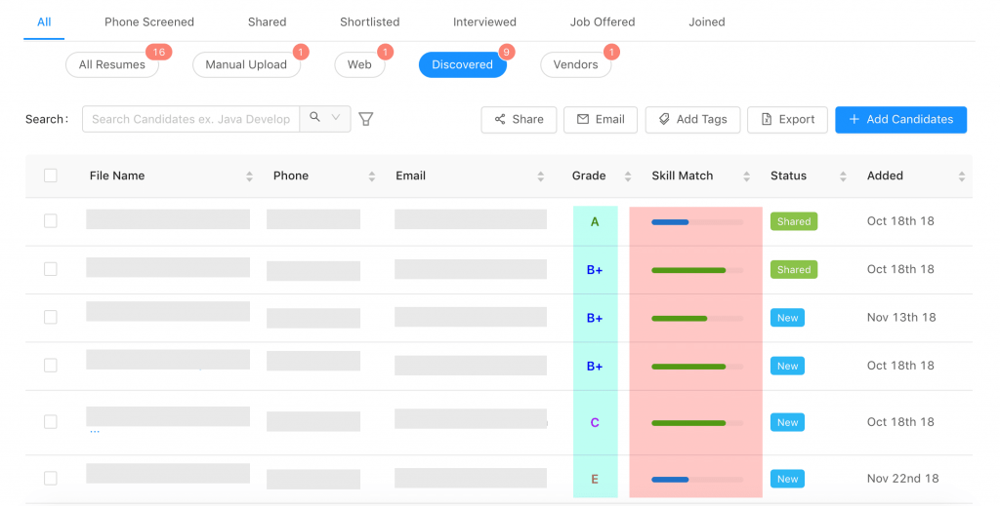 All Phone Screened Shared Shortlisted Interviewed Job Offered Joined
All Resumes 16 Manual Upload 1 Web 1 Discovered 9 Vendors 1
Search: Search Candidates ex. Java Develop Share Email Add Tags Export + Add Candidates
File Name Phone Email Grade Skill Match Status Added
A Shared Oct 18th 18
B+ Shared Oct 18th 18
B+ New Nov 13th 18
B+ New Oct 18th 18
... C New Oct 18th 18
E New Nov 22nd 18